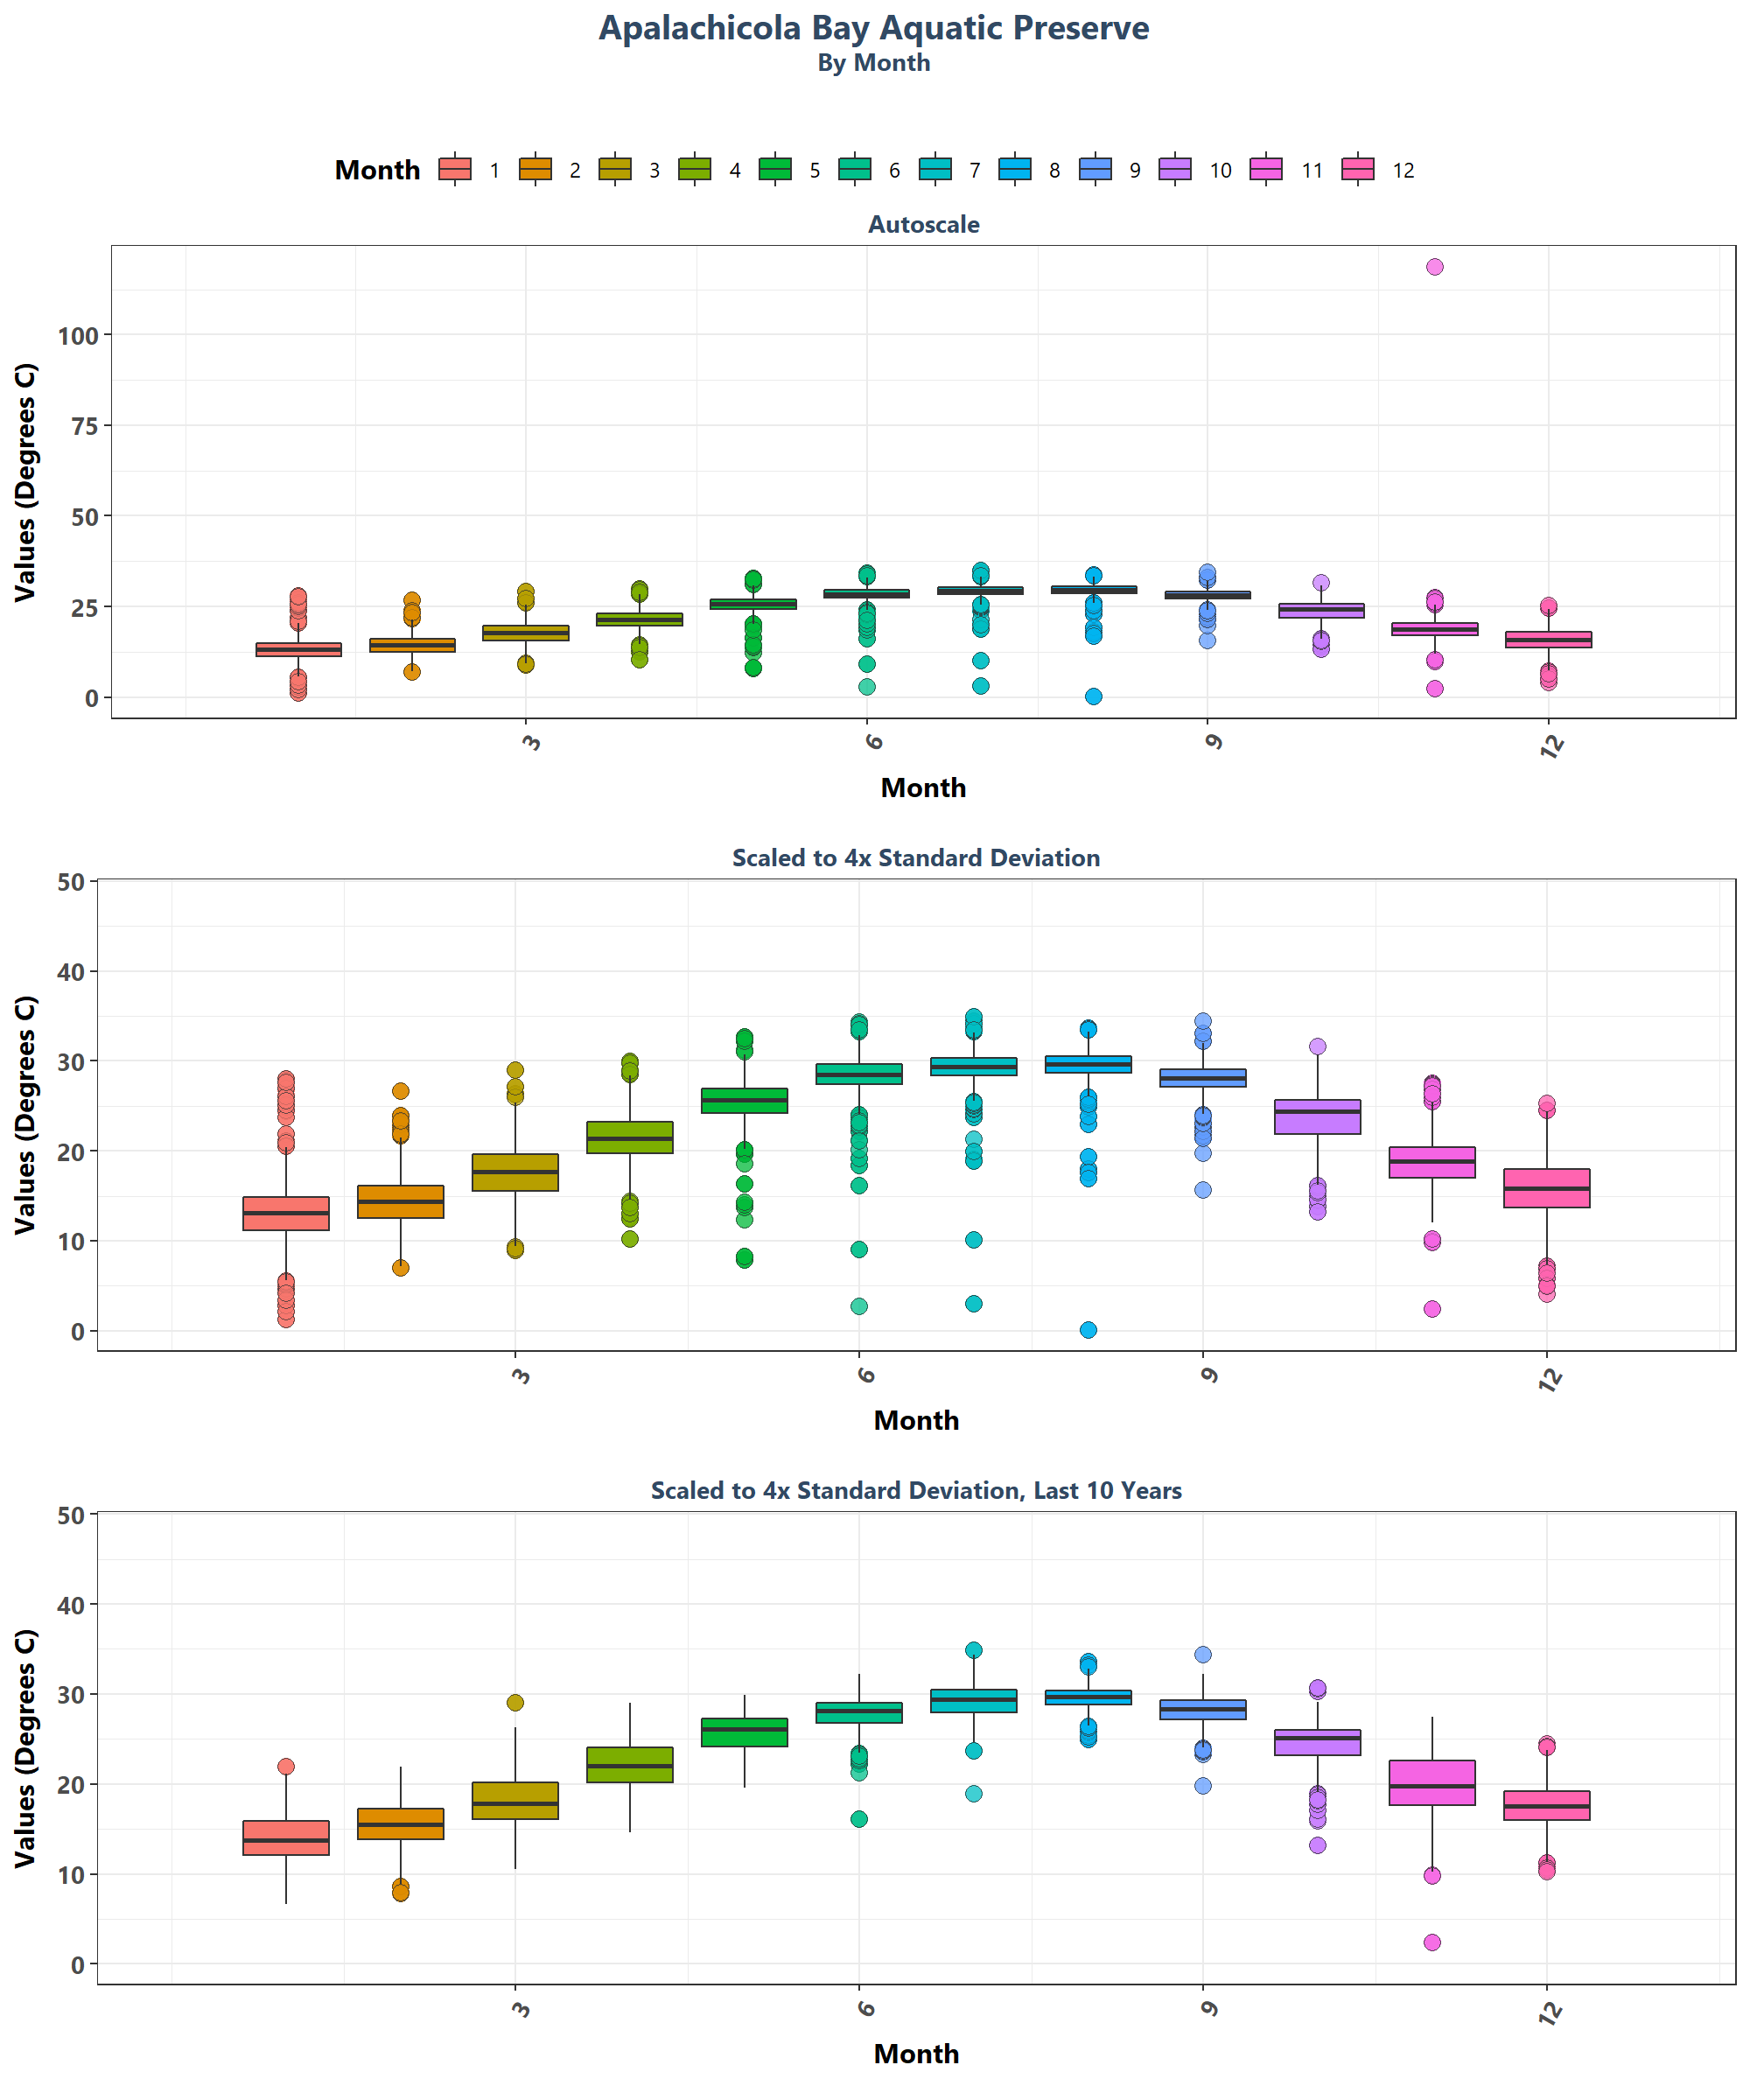 Apalachicola Bay Aquatic Preserve
By Month
Month 1 2 3 4 5 6 7 8 9 10 11 12
Autoscale
Values (Degrees C)
100
75
50
25
0
3 6 9 12
Month
Scaled to 4x Standard Deviation
Values (Degrees C)
50
40
30
20
10
0
3 6 9 12
Month
Scaled to 4x Standard Deviation, Last 10 Years
Values (Degrees C)
50
40
30
20
10
0
3 6 9 12
Month